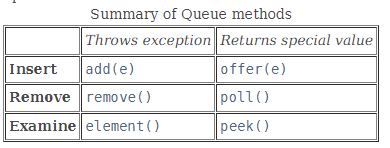 Summary of Queue methods
Throws exception Returns special value
Insert add(e) offer(e)
Remove remove() poll()
Examine element() peek()